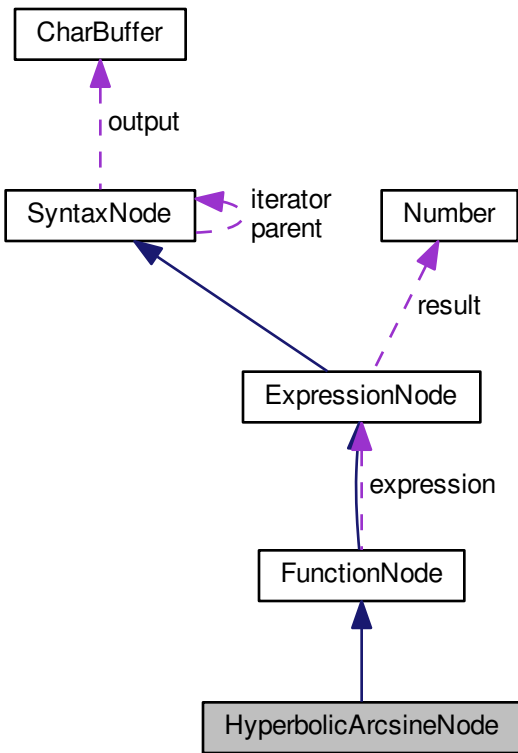 CharBuffer
output
SyntaxNode
iterator
parent
Number
result
ExpressionNode
expression
FunctionNode
HyperbolicArcsineNode